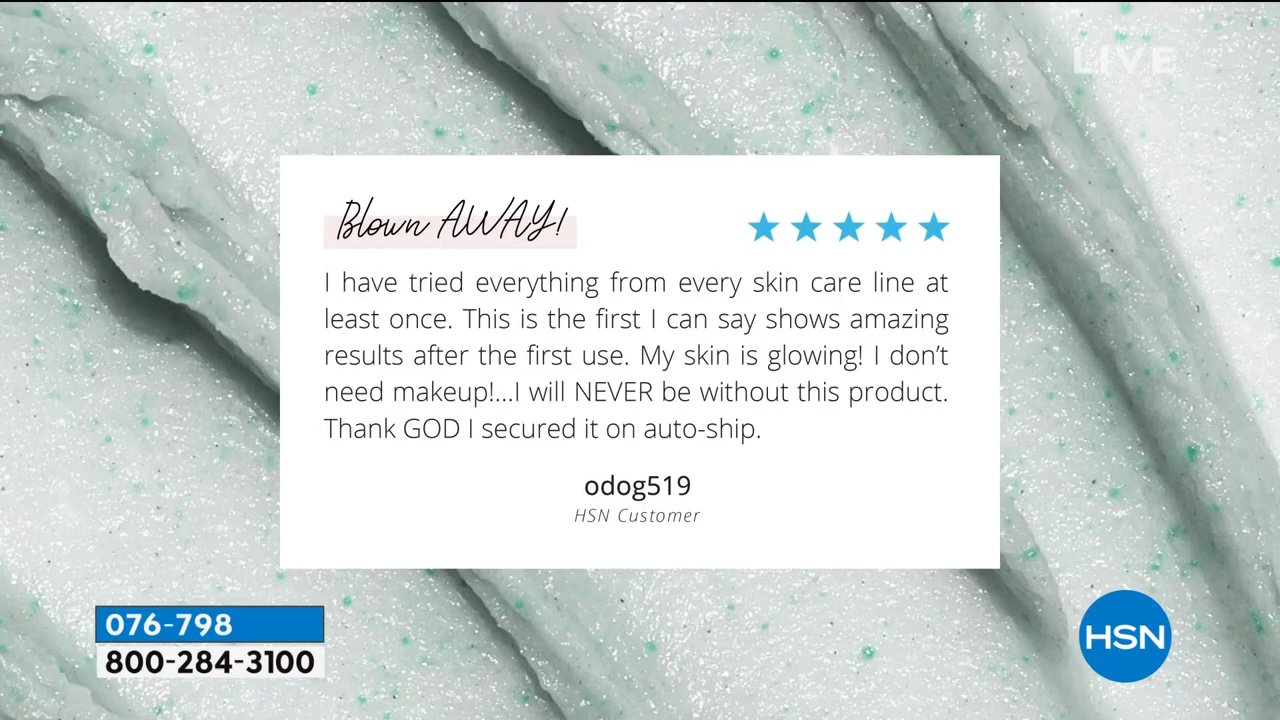 LIVE
Blown AWAY!
I have tried everything from every skin care line at
least once. This is the first I can say shows amazing
results after the first use. My skin is glowing! I don’t
need makeup!...I will NEVER be without this product.
Thank GOD I secured it on auto-ship.
odog519
HSN Customer
076-798
800-284-3100
HSN